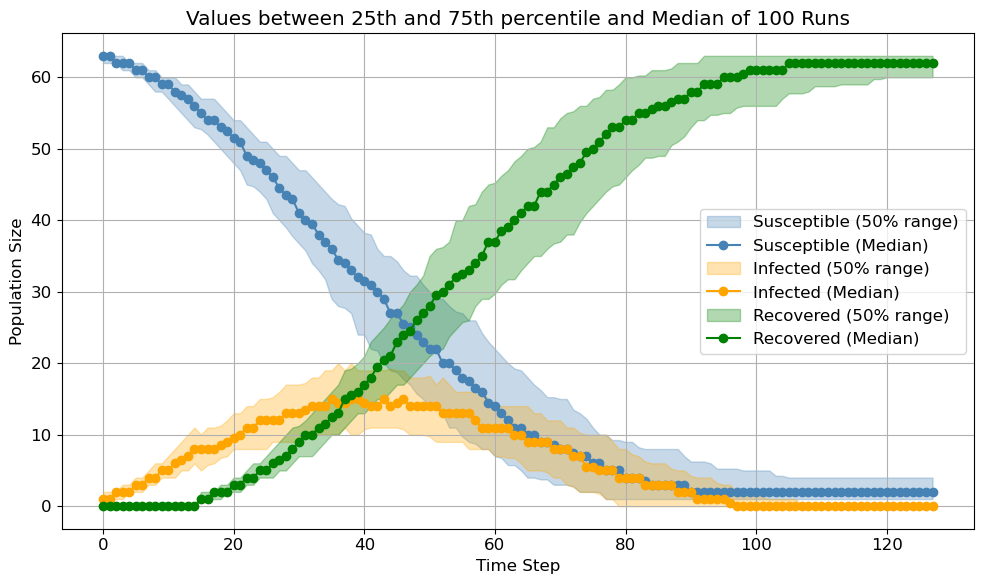 Values between 25th and 75th percentile and Median of 100 Runs
Population Size
60
50
40
30
20
10
0
Susceptible (50% range)
Susceptible (Median)
Infected (50% range)
Infected (Median)
Recovered (50% range)
Recovered (Median)
0 20 40 60 80 100 120
Time Step